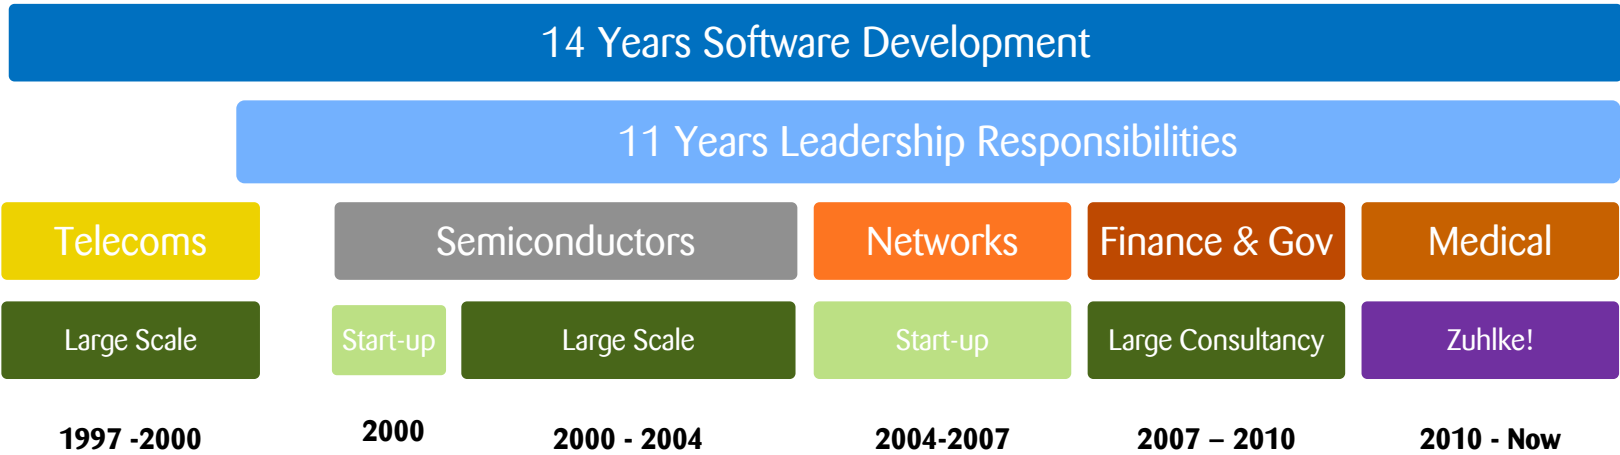 14 Years Software Development
11 Years Leadership Responsibilities
Telecoms
Semiconductors
Networks
Finance & Gov
Medical
Large Scale
Start-up
Large Scale
Start-up
Large Consultancy
Zuhlke!
1997 -2000
2000
2000 - 2004
2004-2007
2007 – 2010
2010 - Now